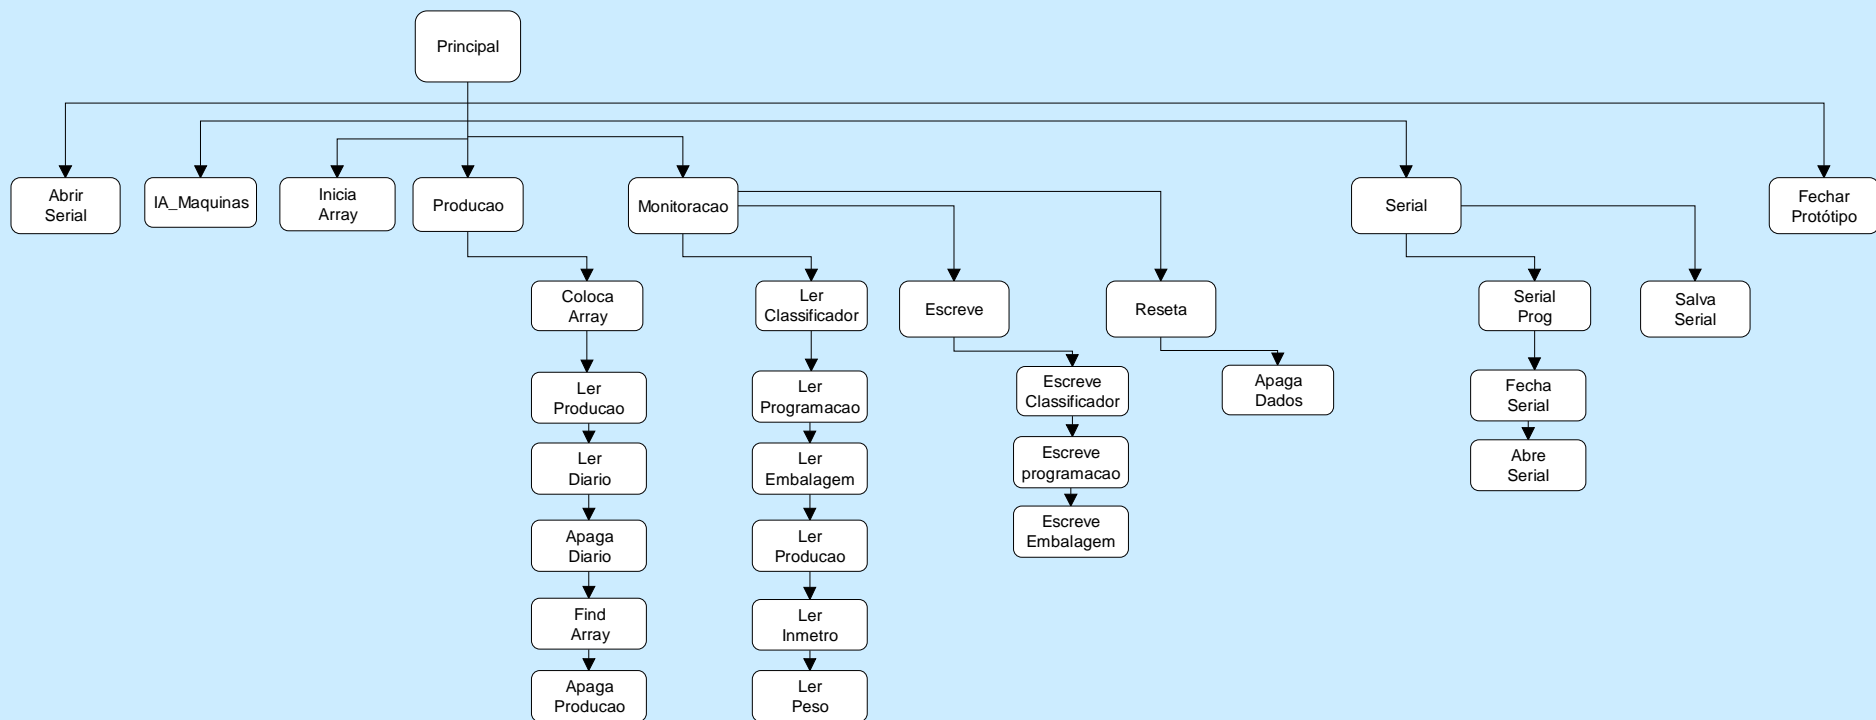 Principal
Abrir
Serial
IA_Maquinas
Inicia
Array
Producao
Monitoracao
Serial
Fechar
Protótipo
Coloca
Array
Ler
Classificador
Escreve
Reseta
Serial
Prog
Salva
Serial
Ler
Producao
Ler
Programacao
Escreve
Classificador
Apaga
Dados
Fecha
Serial
Ler
Diario
Ler
Embalagem
Escreve
programacao
Abre
Serial
Apaga
Diario
Ler
Producao
Escreve
Embalagem
Find
Array
Ler
Inmetro
Apaga
Producao
Ler
Peso